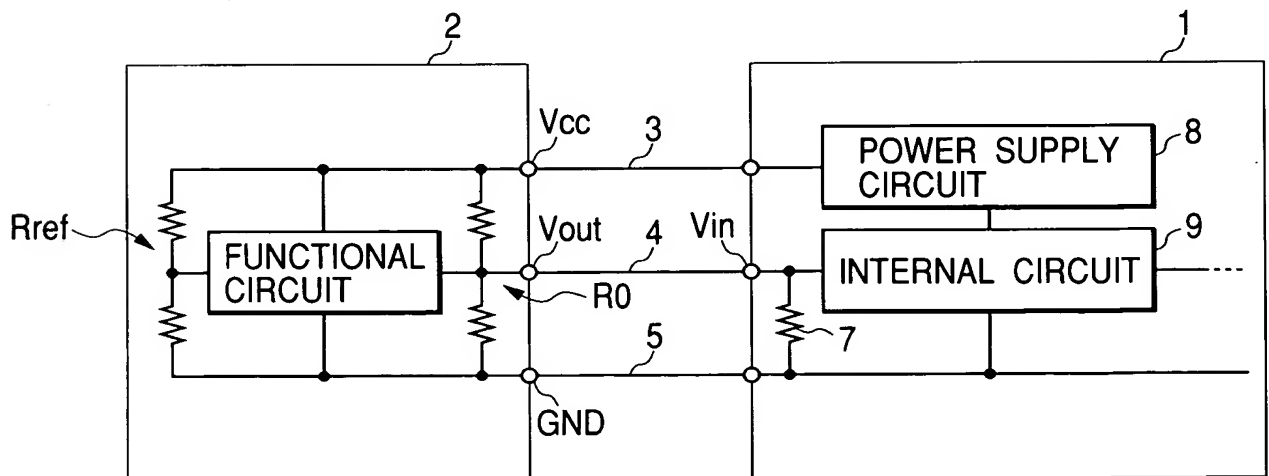 2
1
Vcc
3
POWER SUPPLY
CIRCUIT
8
Rref
Vout
4
Vin
9
FUNCTIONAL
CIRCUIT
INTERNAL CIRCUIT
R0
7
5
GND